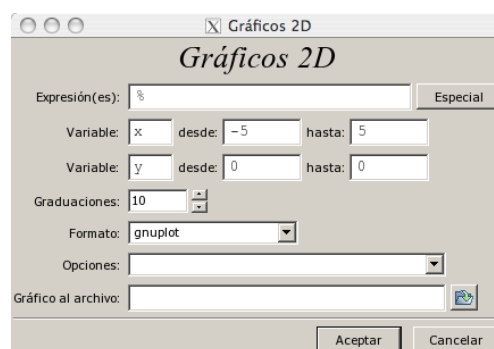 Gráficos 2D
Gráficos 2D
Expresión(es): % Especial
Variable: x desde: -5 hasta: 5
Variable: y desde: 0 hasta: 0
Graduaciones: 10
Formato: gnuplot
Opciones:
Gráfico al archivo:
Aceptar Cancelar